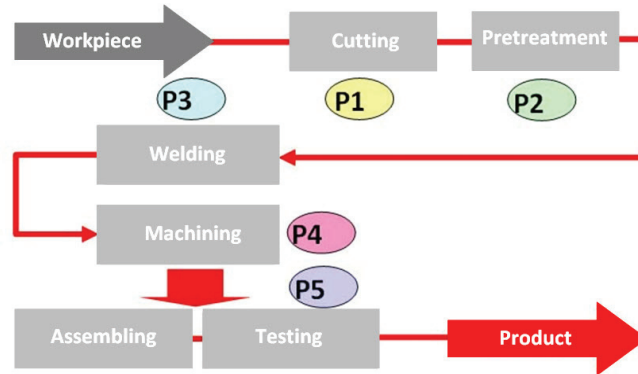 Workpiece
Cutting
Pretreatment
P3
P1
P2
Welding
Machining
P4
P5
Assembling
Testing
Product